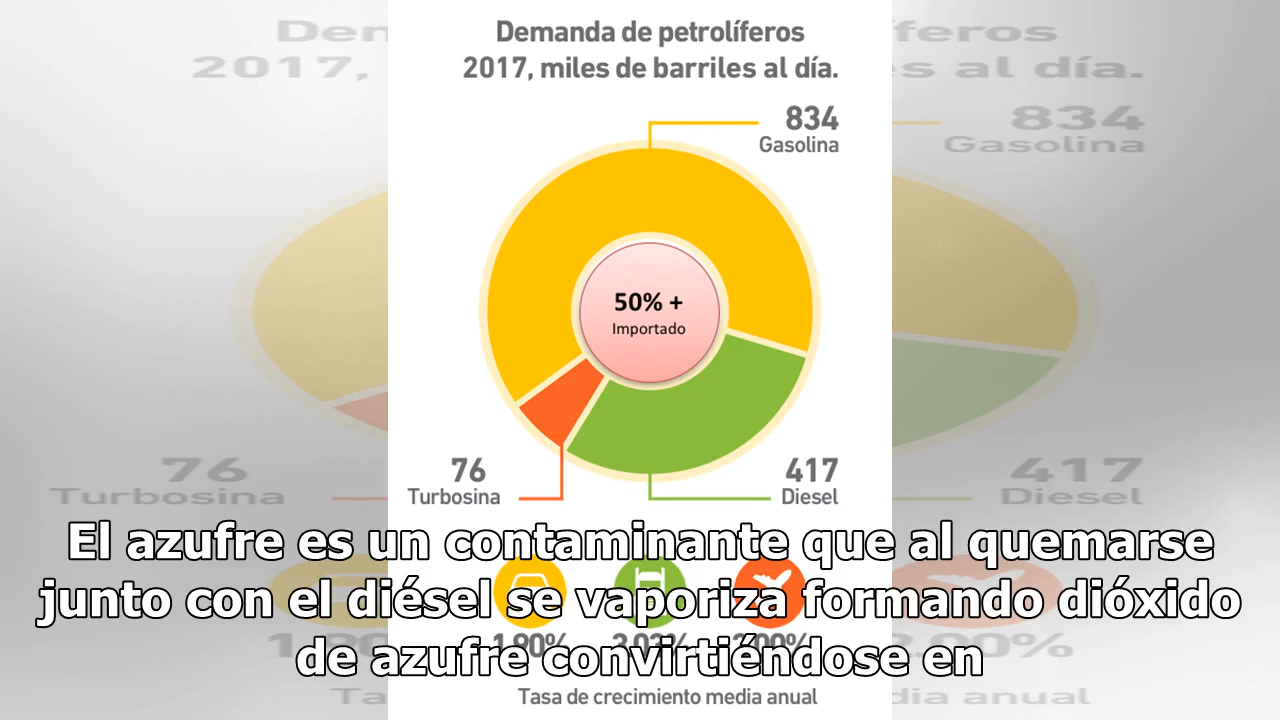 Demanda de petrolíferos
2017, miles de barriles al día.
834
Gasolina
50% +
Importado
76
Turbosina
417
Diesel
El azufre es un contaminante que al quemarse
junto con el diésel se vaporiza formando dióxido
de azufre convirtiéndose en
Tasa de crecimiento media anual